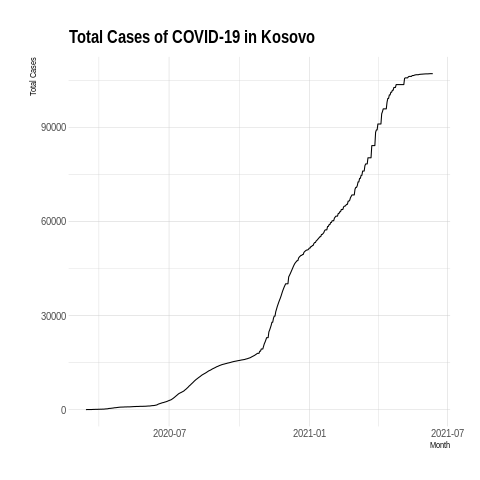 Total Cases of COVID-19 in Kosovo
Total Cases
90000
60000
30000
0
2020-07 2021-01 2021-07
Month